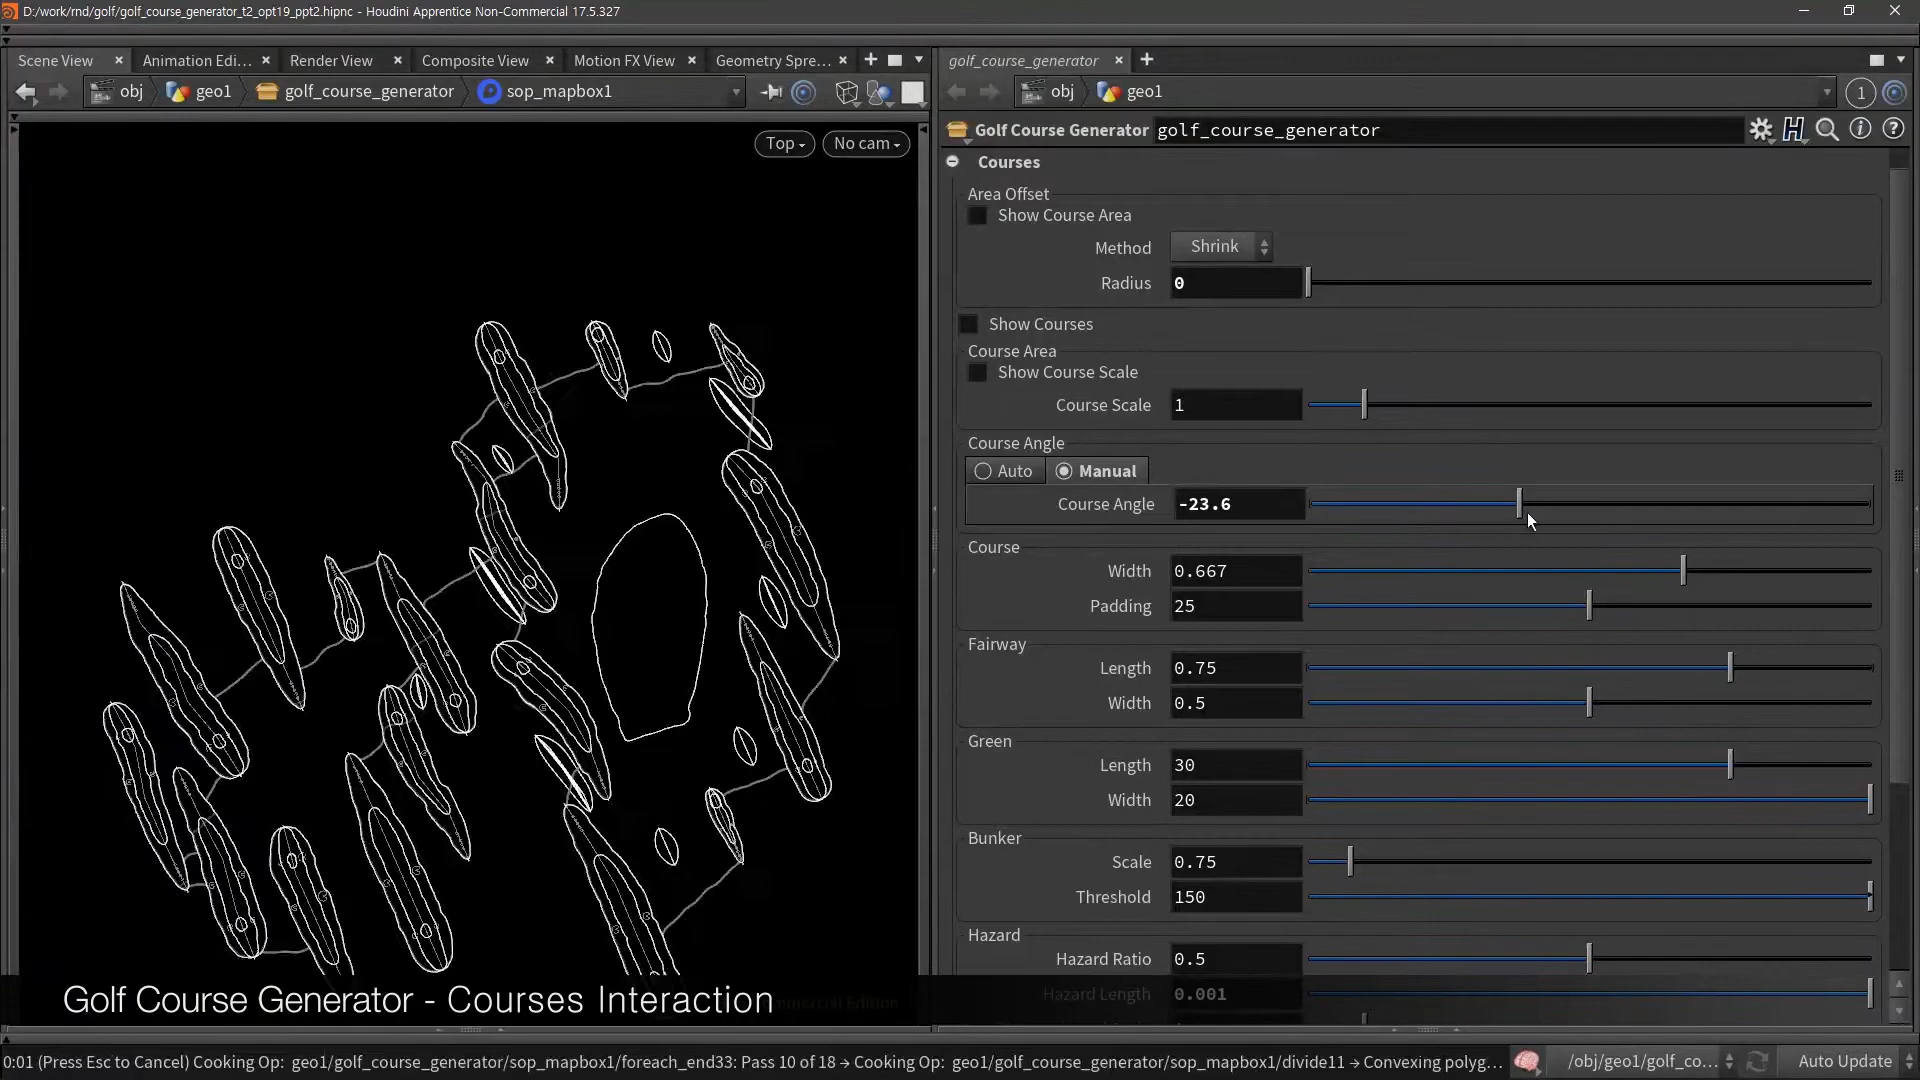 D:/work/rnd/golf/golf_course_generator_t2_opt19_ppt2.hipnc - Houdini Apprentice Non-Commercial 17.5.327
Scene View
Animation Edi...
Render View
Composite View
Motion FX View
Geometry Spre...
obj
geo1
golf_course_generator
sop_mapbox1
Top
No cam
Golf Course Generator - Courses Interaction
golf_course_generator
obj
geo1
1
Golf Course Generator golf_course_generator
Courses
Area Offset
Show Course Area
Method Shrink
Radius 0
Show Courses
Course Area
Show Course Scale
Course Scale 1
Course Angle
Auto Manual
Course Angle -23.6
Course
Width 0.667
Padding 25
Fairway
Length 0.75
Width 0.5
Green
Length 30
Width 20
Bunker
Scale 0.75
Threshold 150
Hazard
Hazard Ratio 0.5
Hazard Length 0.001
0:01 (Press Esc to Cancel) Cooking Op: geo1/golf_course_generator/sop_mapbox1/foreach_end33: Pass 10 of 18 → Cooking Op: geo1/golf_course_generator/sop_mapbox1/divide11 → Convexing polyg...
/obj/geo1/golf_co...
Auto Update